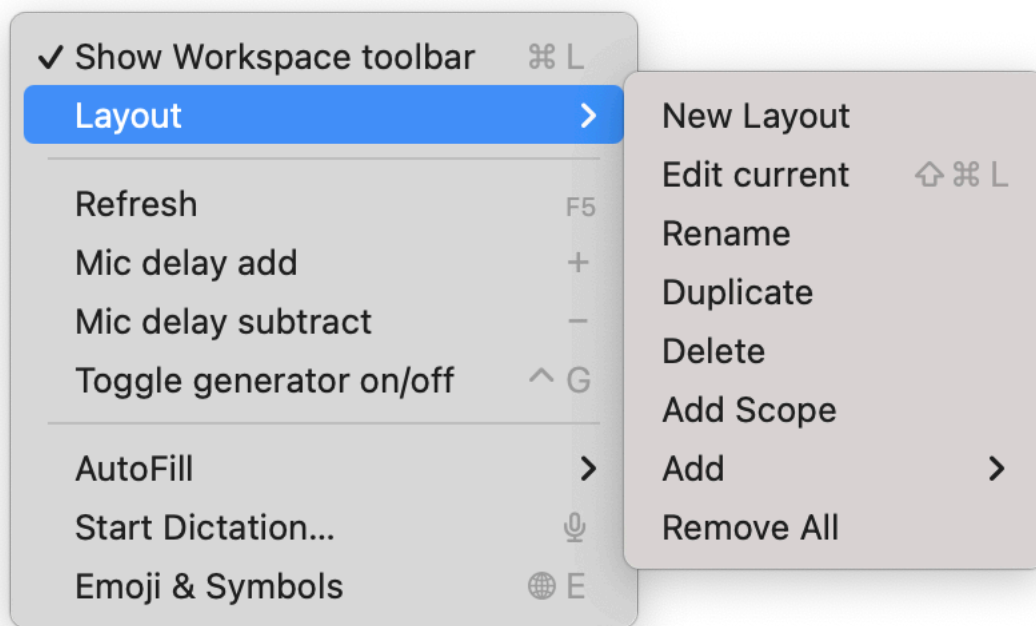 ✓ Show Workspace toolbar ⌘ L
Layout >
Refresh F5
Mic delay add +
Mic delay subtract −
Toggle generator on/off ^ G
AutoFill >
Start Dictation...
Emoji & Symbols E
New Layout
Edit current ⇧ ⌘ L
Rename
Duplicate
Delete
Add Scope
Add >
Remove All